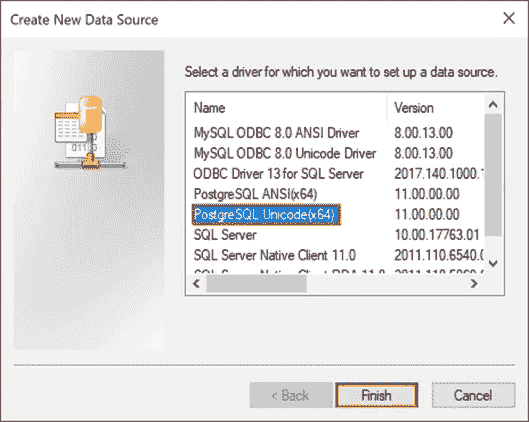 Create New Data Source
Select a driver for which you want to set up a data source.
Name Version
MySQL ODBC 8.0 ANSI Driver 8.00.13.00
MySQL ODBC 8.0 Unicode Driver 8.00.13.00
ODBC Driver 13 for SQL Server 2017.140.1000.1
PostgreSQL ANSI(x64) 11.00.00.00
PostgreSQL Unicode(x64) 11.00.00.00
SQL Server 10.00.17763.01
SQL Server Native Client 11.0 2011.110.6540.0
SQL Server Native Client
< Back Finish Cancel